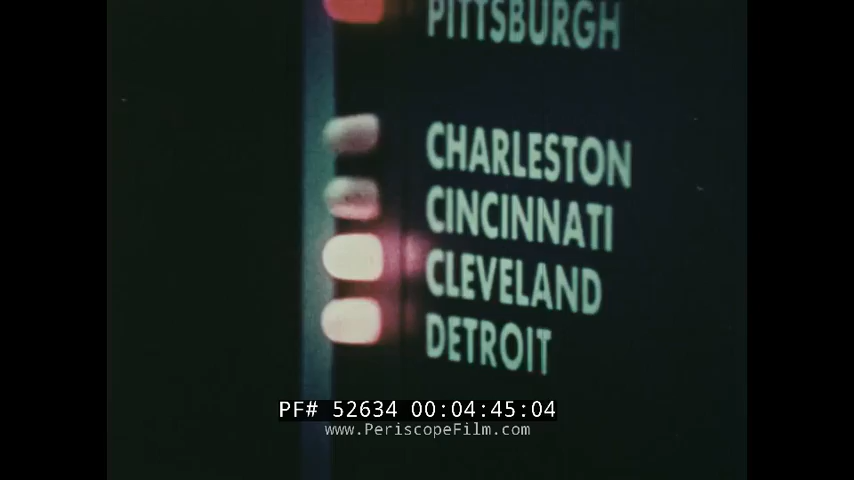 PITTSBURGH
CHARLESTON
CINCINNATI
CLEVELAND
DETROIT
PF# 52634 00:04:45:04
www.PeriscopeFilm.com